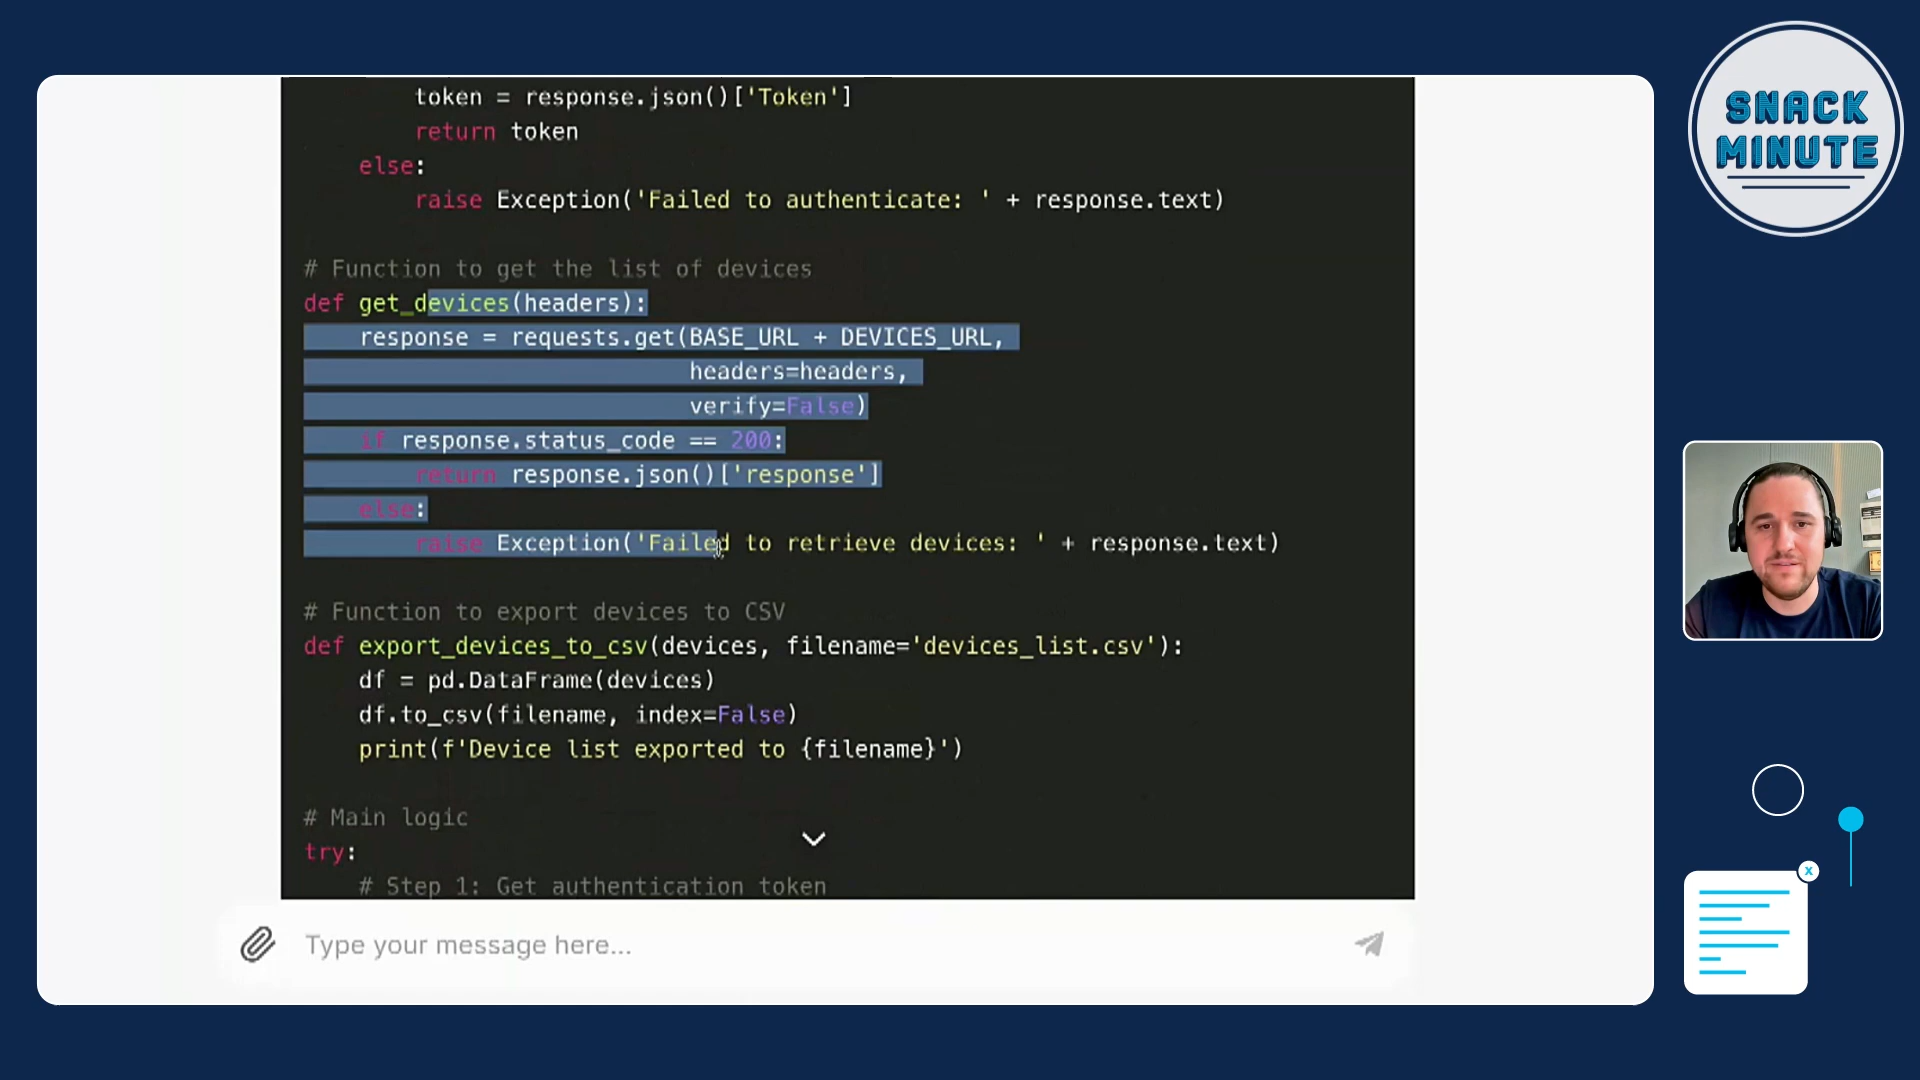 token = response.json()['Token']
return token
else:
raise Exception('Failed to authenticate: ' + response.text)
# Function to get the list of devices
def get_devices(headers):
response = requests.get(BASE_URL + DEVICES_URL,
headers=headers,
verify=False)
if response.status_code == 200:
return response.json()['response']
else:
raise Exception('Failed to retrieve devices: ' + response.text)
# Function to export devices to CSV
def export_devices_to_csv(devices, filename='devices_list.csv'):
df = pd.DataFrame(devices)
df.to_csv(filename, index=False)
print(f'Device list exported to {filename}')
# Main logic
try:
# Step 1: Get authentication token
Type your message here...
SNACK
MINUTE
x